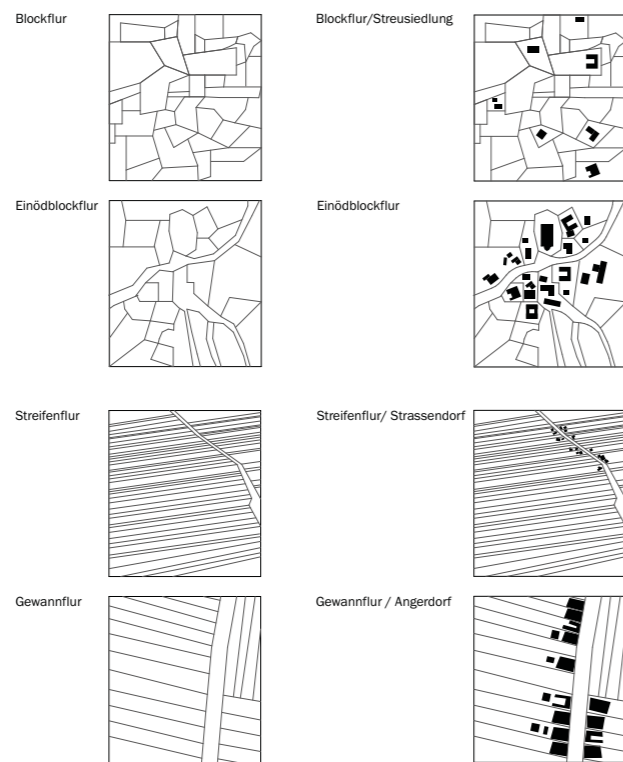 Blockflur
Blockflur/Streusiedlung
Einödblockflur
Einödblockflur
Streifenflur
Streifenflur/ Strassendorf
Gewannflur
Gewannflur / Angerdorf